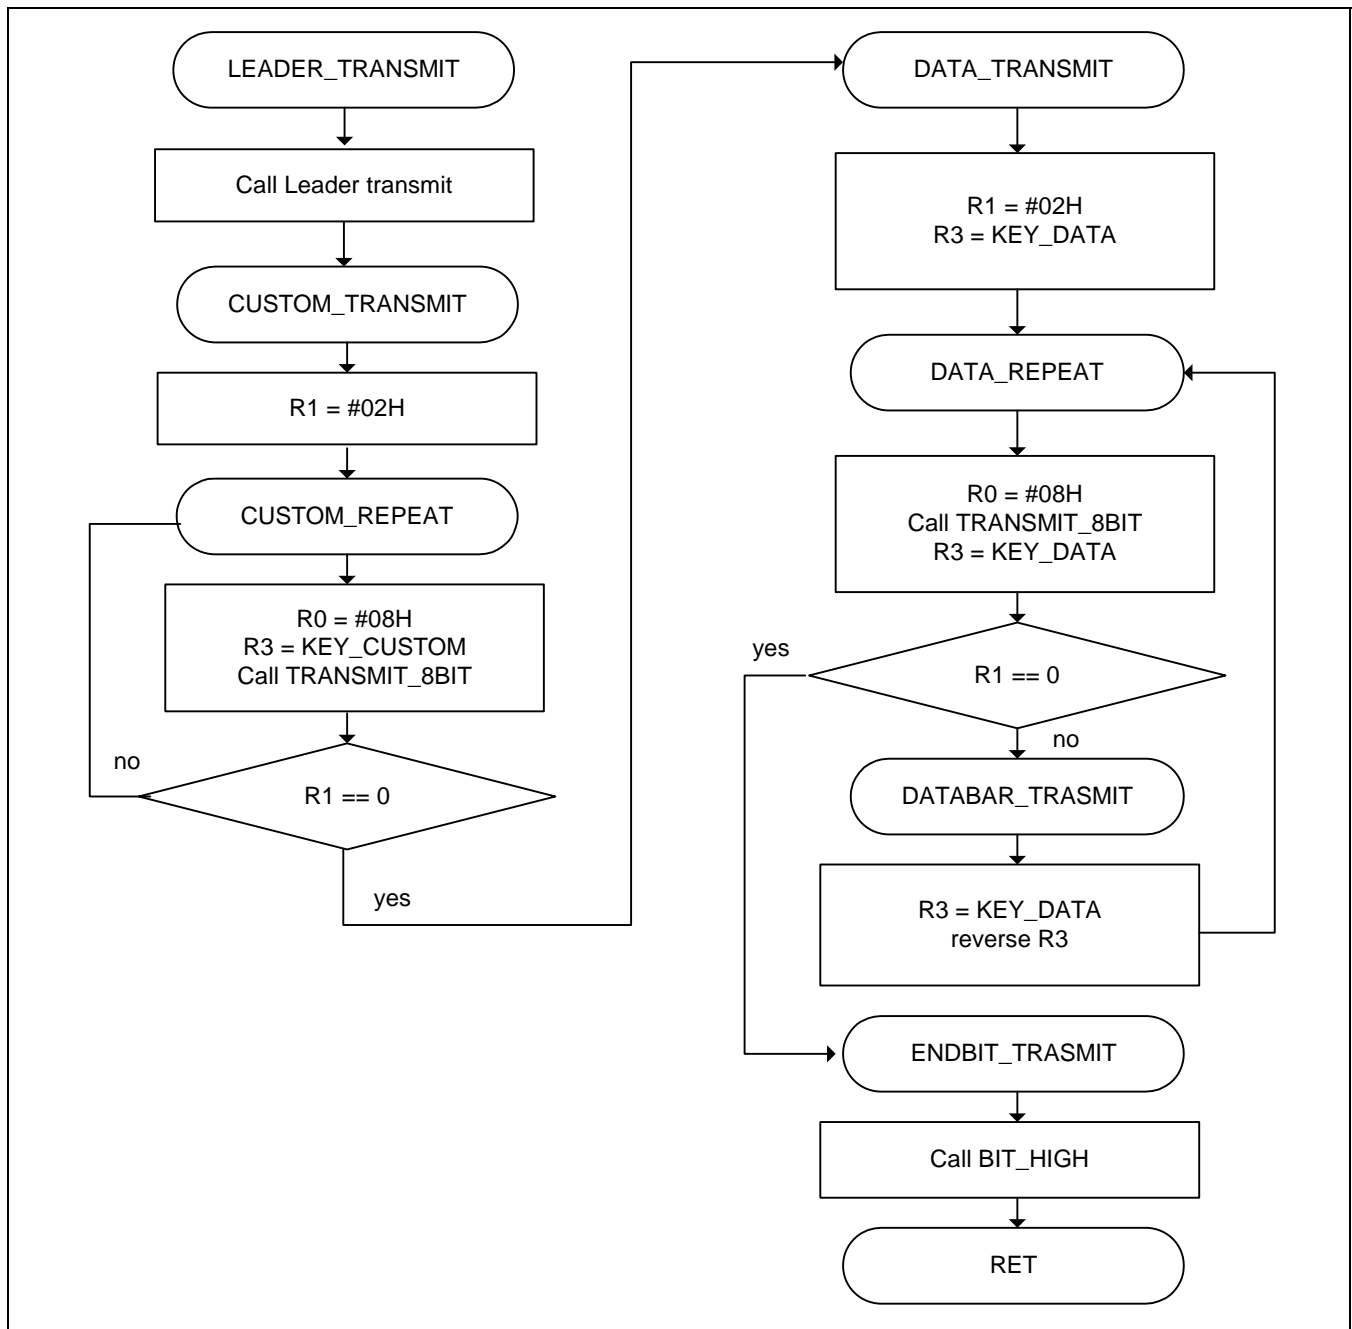 LEADER_TRANSMIT
Call Leader transmit
CUSTOM_TRANSMIT
R1 = #02H
CUSTOM_REPEAT
R0 = #08H
R3 = KEY_CUSTOM
Call TRANSMIT_8BIT
no
R1 == 0
yes
DATA_TRANSMIT
R1 = #02H
R3 = KEY_DATA
DATA_REPEAT
R0 = #08H
Call TRANSMIT_8BIT
R3 = KEY_DATA
yes
R1 == 0
no
DATABAR_TRASMIT
R3 = KEY_DATA
reverse R3
ENDBIT_TRASMIT
Call BIT_HIGH
RET